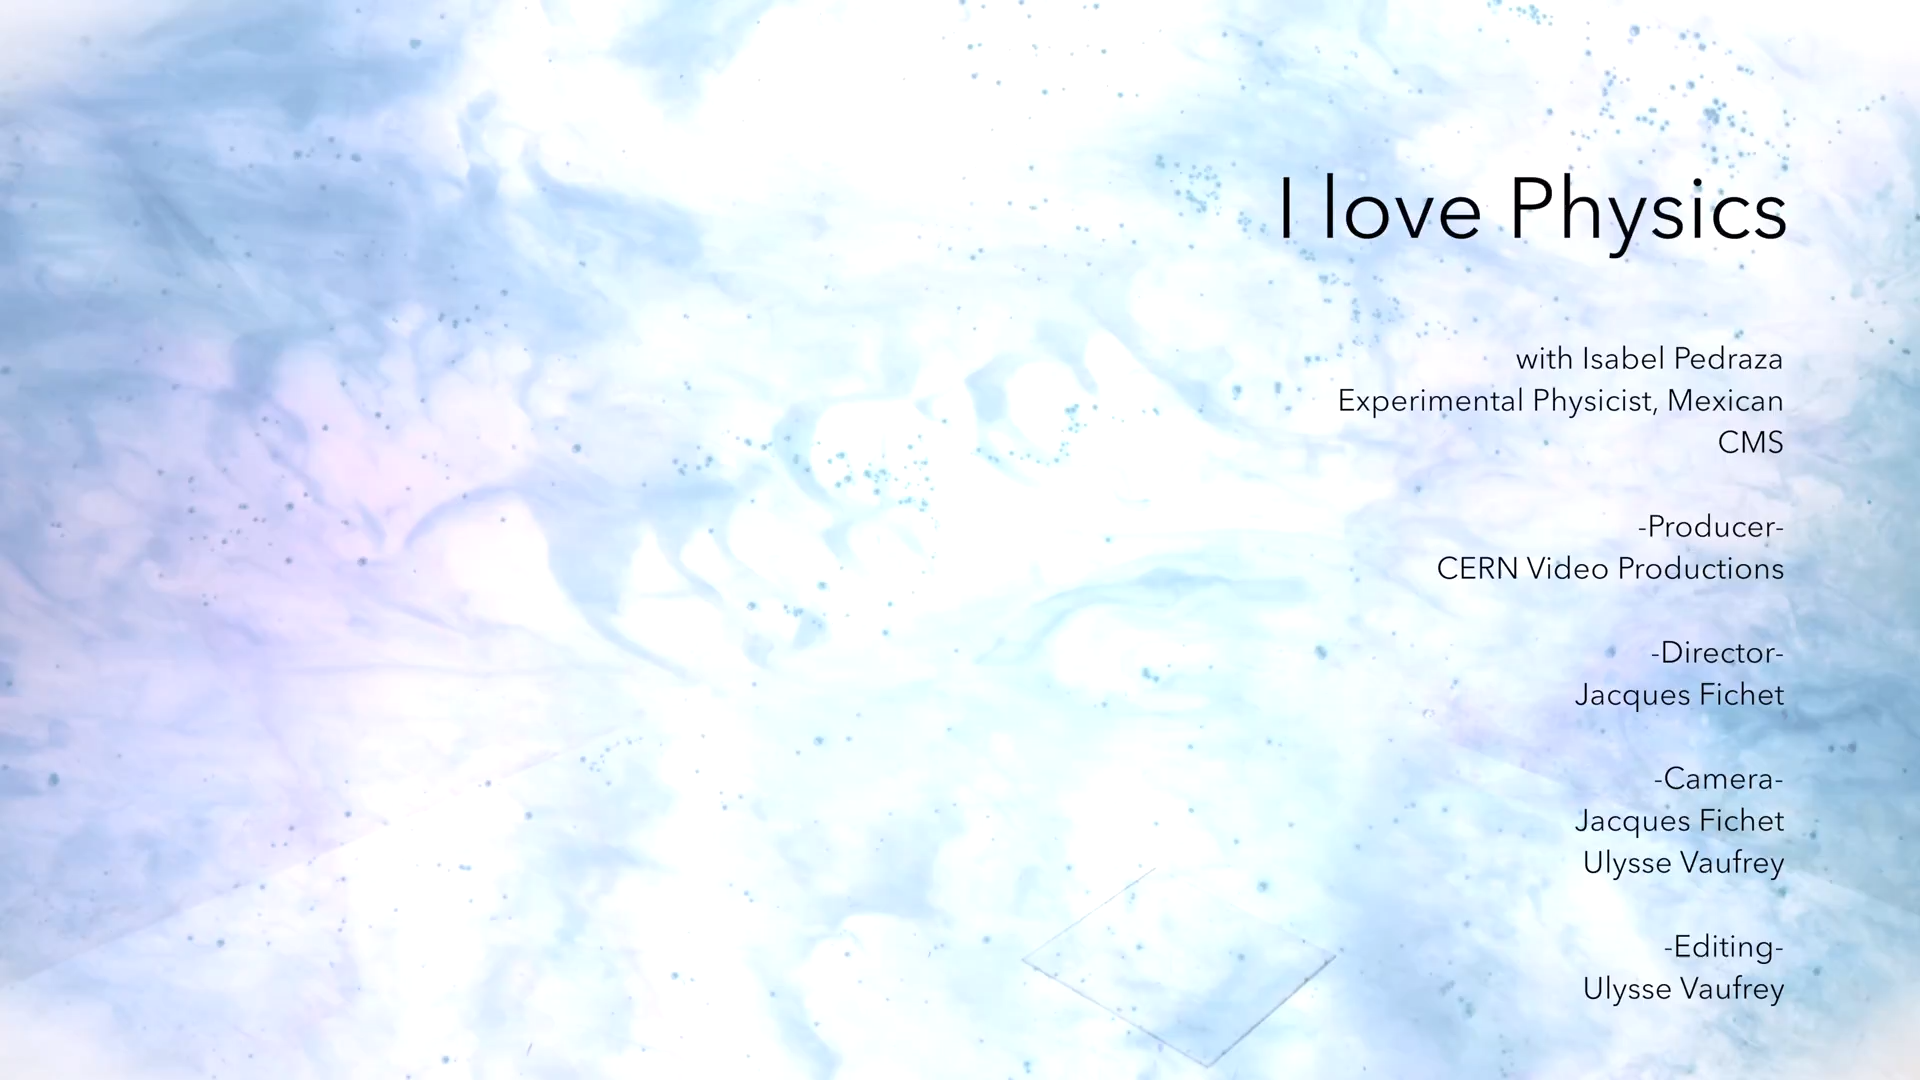 I love Physics
with Isabel Pedraza
Experimental Physicist, Mexican
CMS
-Producer-
CERN Video Productions
-Director-
Jacques Fichet
-Camera-
Jacques Fichet
Ulysse Vaufrey
-Editing-
Ulysse Vaufrey